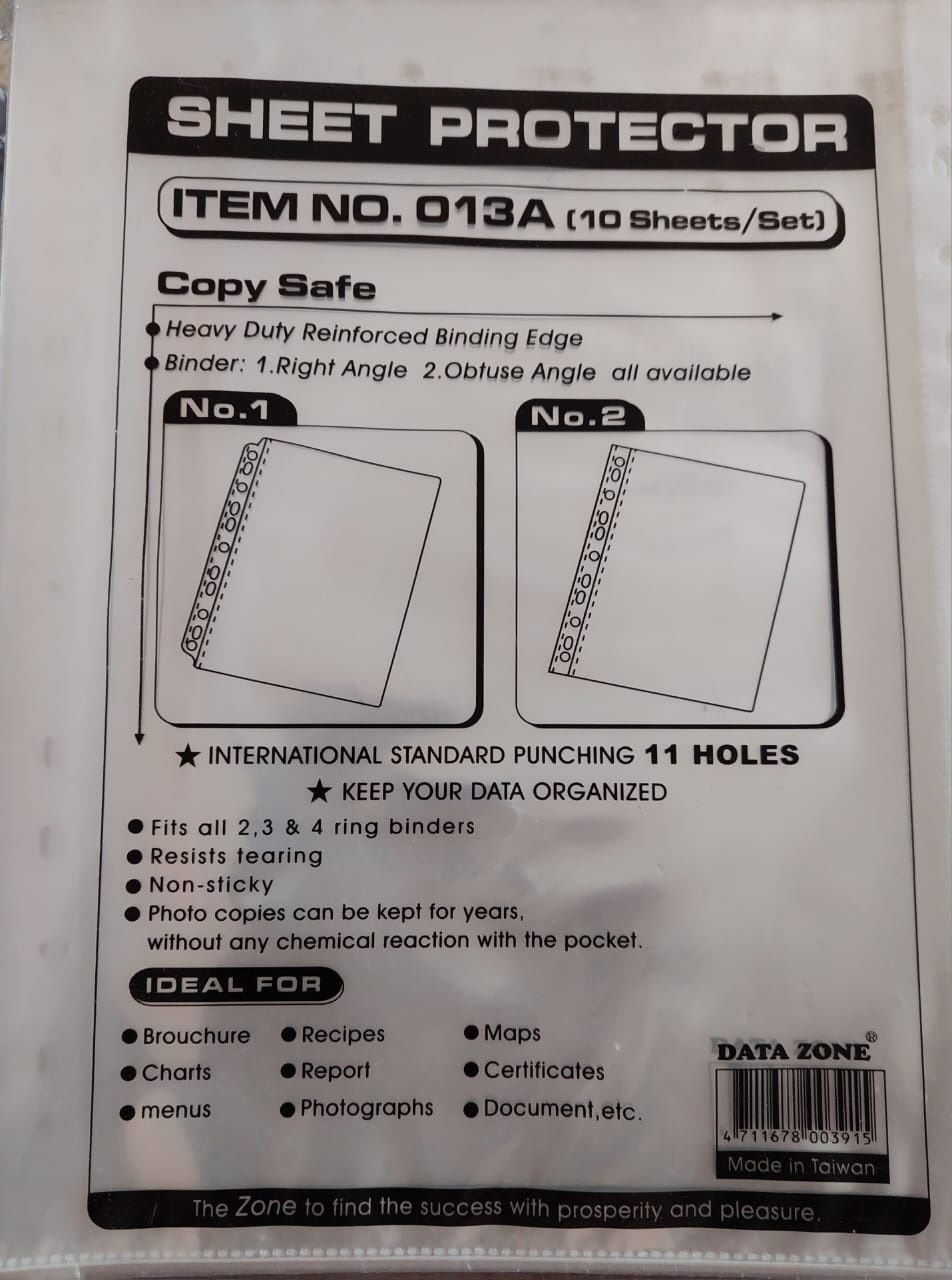 SHEET PROTECTOR
ITEM NO. 013A (10 Sheets/Set)
Copy Safe
Heavy Duty Reinforced Binding Edge
Binder: 1.Right Angle 2.Obtuse Angle all available
No.1
No.2
★ INTERNATIONAL STANDARD PUNCHING 11 HOLES
★ KEEP YOUR DATA ORGANIZED
● Fits all 2,3 & 4 ring binders
● Resists tearing
● Non-sticky
● Photo copies can be kept for years,
without any chemical reaction with the pocket.
IDEAL FOR
● Brouchure ● Recipes ● Maps
● Charts ● Report ● Certificates
● menus ● Photographs ● Document,etc.
DATA ZONE®
4 711678 003915
Made in Taiwan
The Zone to find the success with prosperity and pleasure.